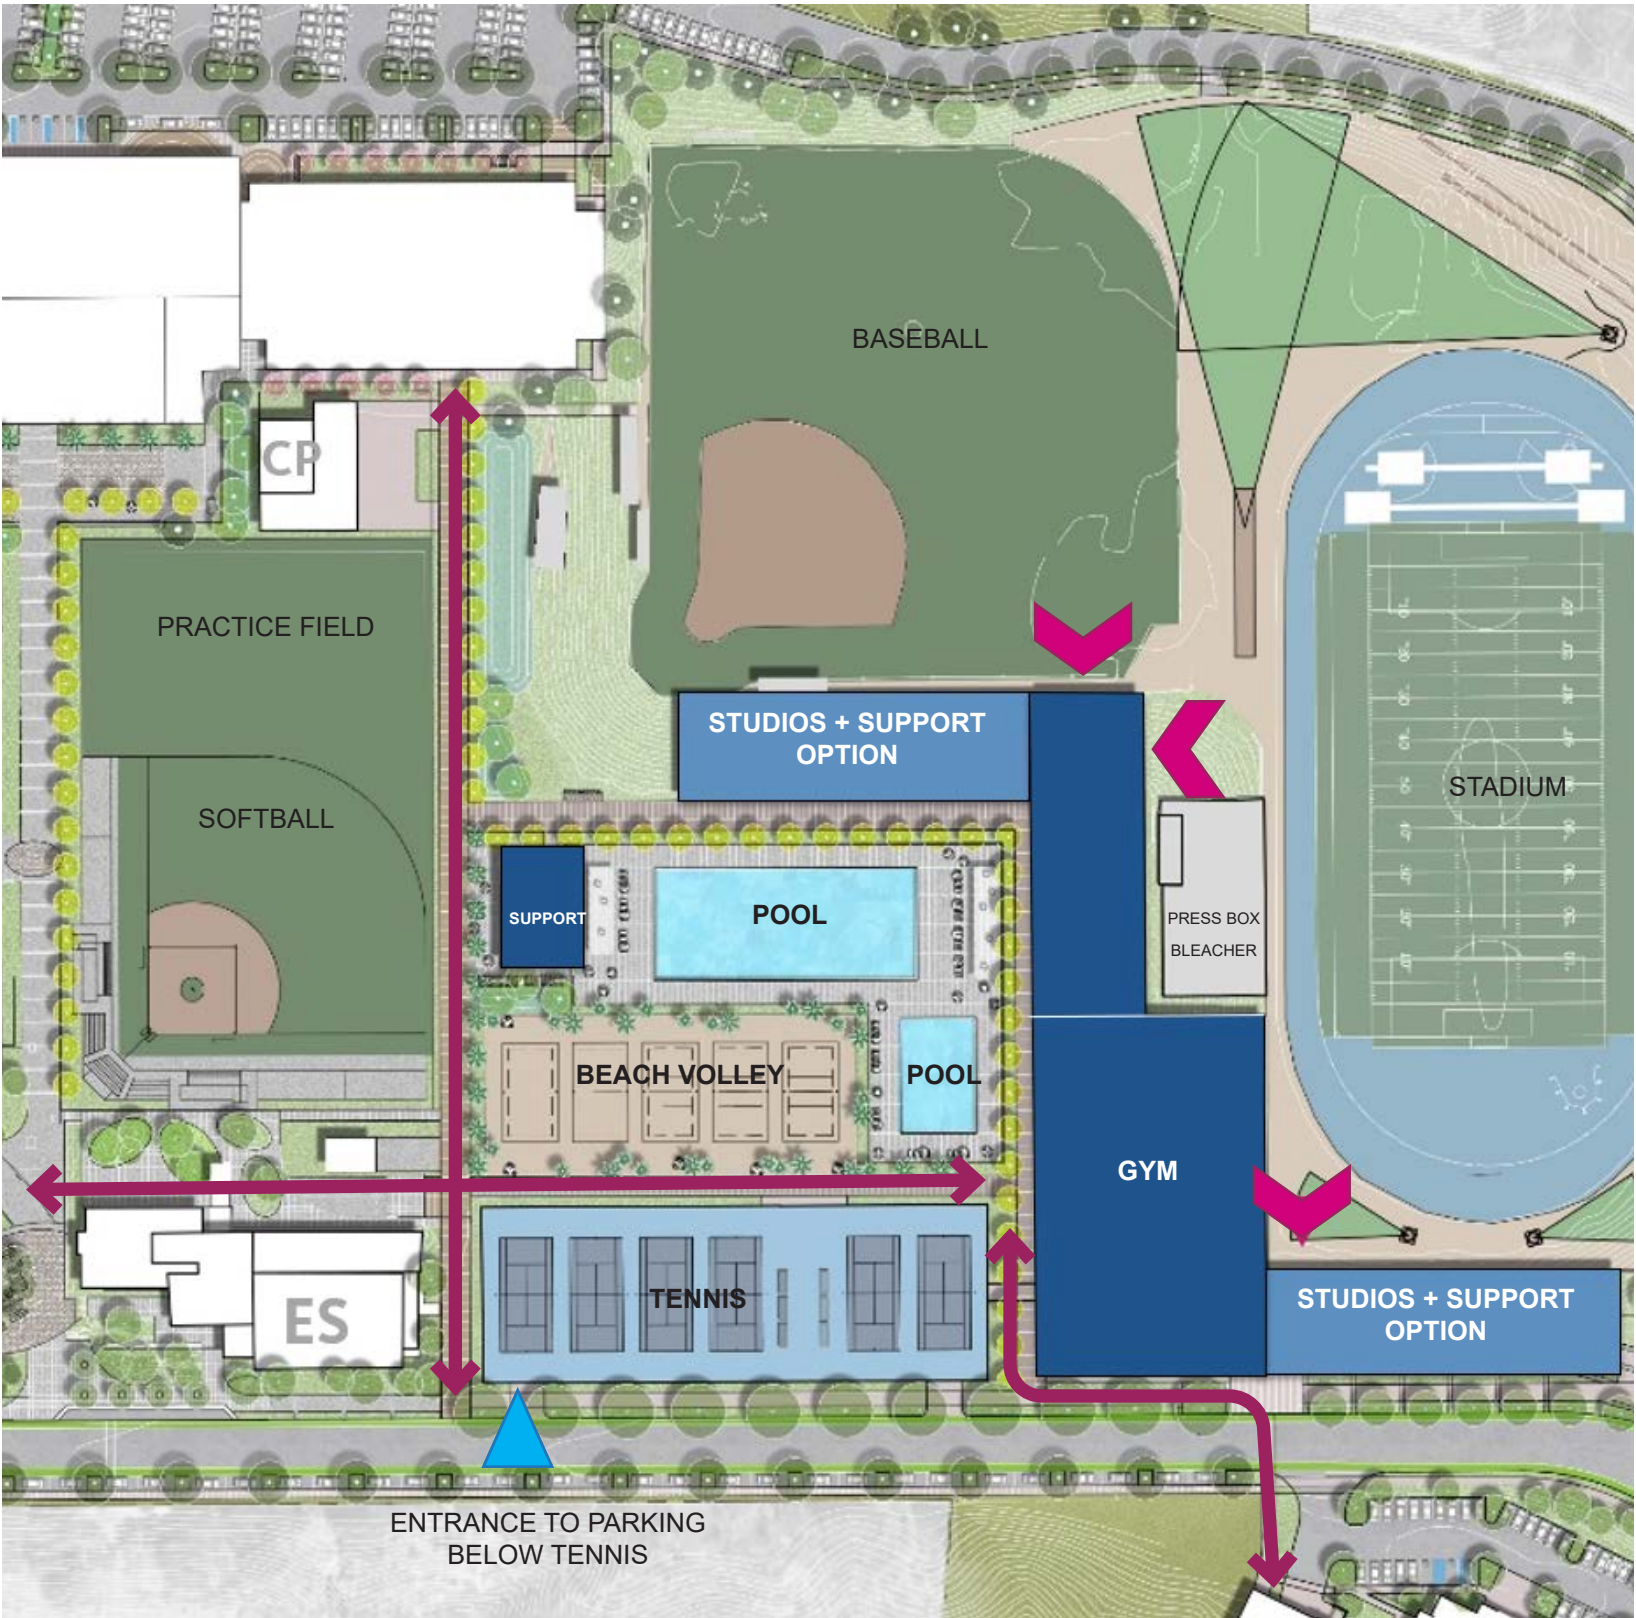 BASEBALL
CP
PRACTICE FIELD
STUDIOS + SUPPORT
OPTION
STADIUM
SOFTBALL
SUPPORT
POOL
PRESS BOX
BLEACHER
BEACH VOLLEY
POOL
GYM
TENNIS
ES
STUDIOS + SUPPORT
OPTION
ENTRANCE TO PARKING
BELOW TENNIS